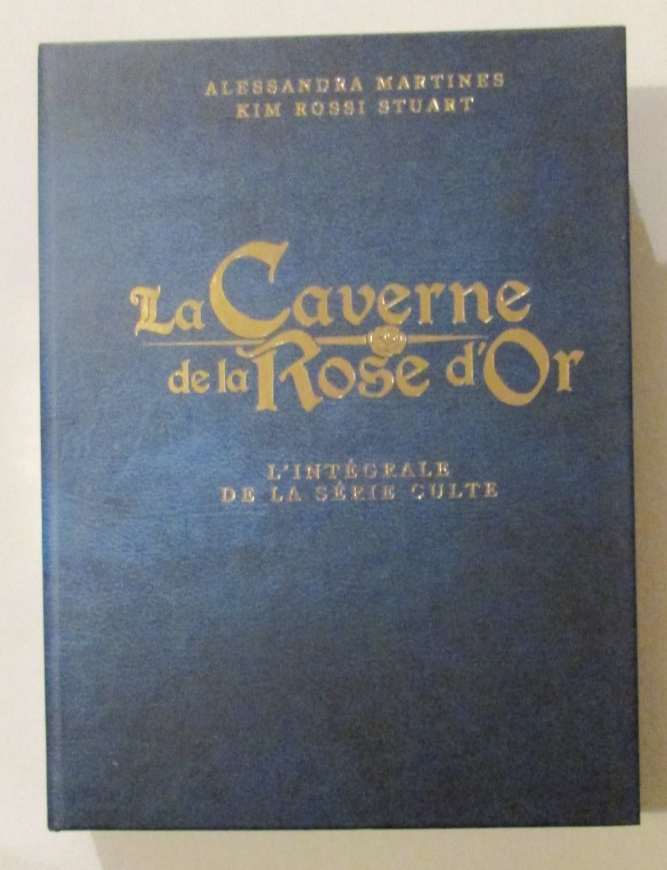 ALESSANDRA MARTINES
KIM ROSSI STUART
La Caverne
de la Rose d'Or
L'INTÉGRALE
DE LA SÉRIE CULTE